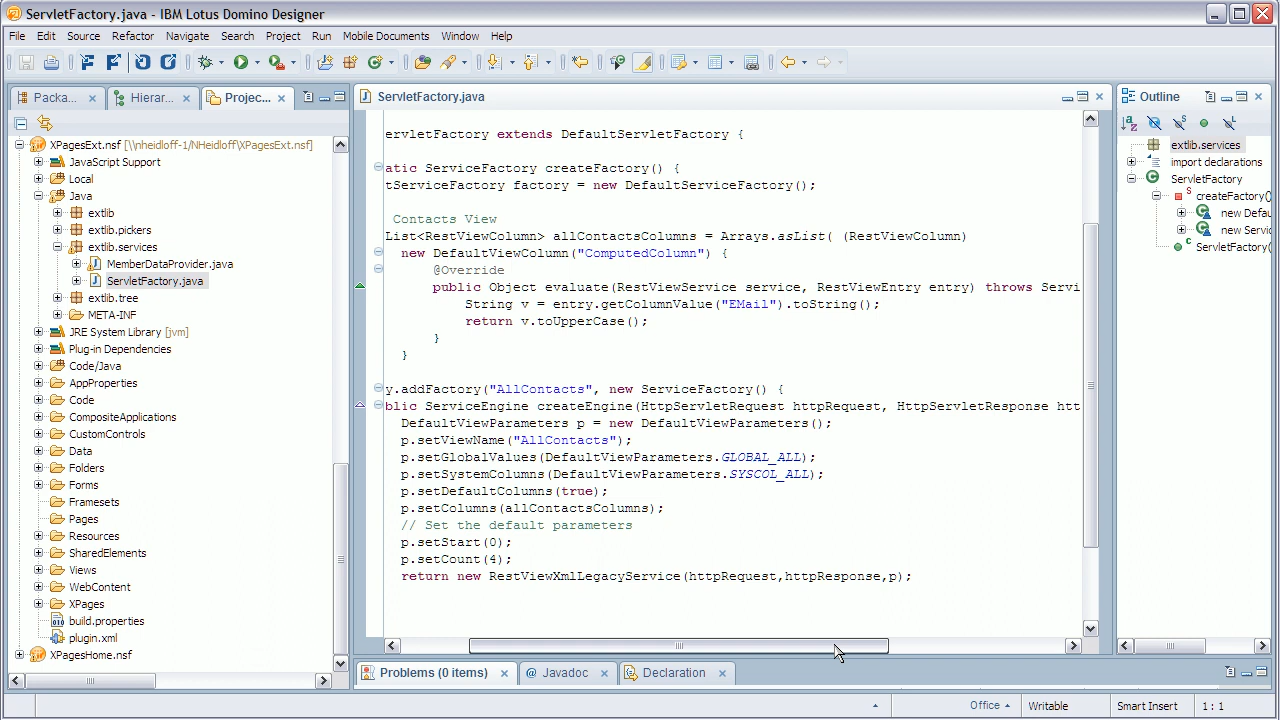 ServletFactory.java - IBM Lotus Domino Designer
File Edit Source Refactor Navigate Search Project Run Mobile Documents Window Help
Packa... Hierar... Projec...
XPagesExt.nsf [\\nheidloff-1/NHeidloff\XPagesExt.nsf]
JavaScript Support
Local
Java
extlib
extlib.pickers
extlib.services
MemberDataProvider.java
ServletFactory.java
extlib.tree
META-INF
JRE System Library [jvm]
Plug-in Dependencies
Code/Java
AppProperties
Code
CompositeApplications
CustomControls
Data
Folders
Forms
Framesets
Pages
Resources
SharedElements
Views
WebContent
XPages
build.properties
plugin.xml
XPagesHome.nsf
ServletFactory.java
ervletFactory extends DefaultServletFactory {
atic ServiceFactory createFactory() {
tServiceFactory factory = new DefaultServiceFactory();
Contacts View
List<RestViewColumn> allContactsColumns = Arrays.asList( (RestViewColumn)
new DefaultViewColumn("ComputedColumn") {
@Override
public Object evaluate(RestViewService service, RestViewEntry entry) throws Servi
String v = entry.getColumnValue("EMail").toString();
return v.toUpperCase();
}
}
y.addFactory("AllContacts", new ServiceFactory() {
blic ServiceEngine createEngine(HttpServletRequest httpRequest, HttpServletResponse htt
DefaultViewParameters p = new DefaultViewParameters();
p.setViewName("AllContacts");
p.setGlobalValues(DefaultViewParameters.GLOBAL_ALL);
p.setSystemColumns(DefaultViewParameters.SYSCOL_ALL);
p.setDefaultColumns(true);
p.setColumns(allContactsColumns);
// Set the default parameters
p.setStart(0);
p.setCount(4);
return new RestViewXmlLegacyService(httpRequest,httpResponse,p);
Problems (0 items) @ Javadoc Declaration
Outline
extlib.services
import declarations
ServletFactory
createFactory()
new Defau
new Servic
ServletFactory(
Office Writable Smart Insert 1 : 1